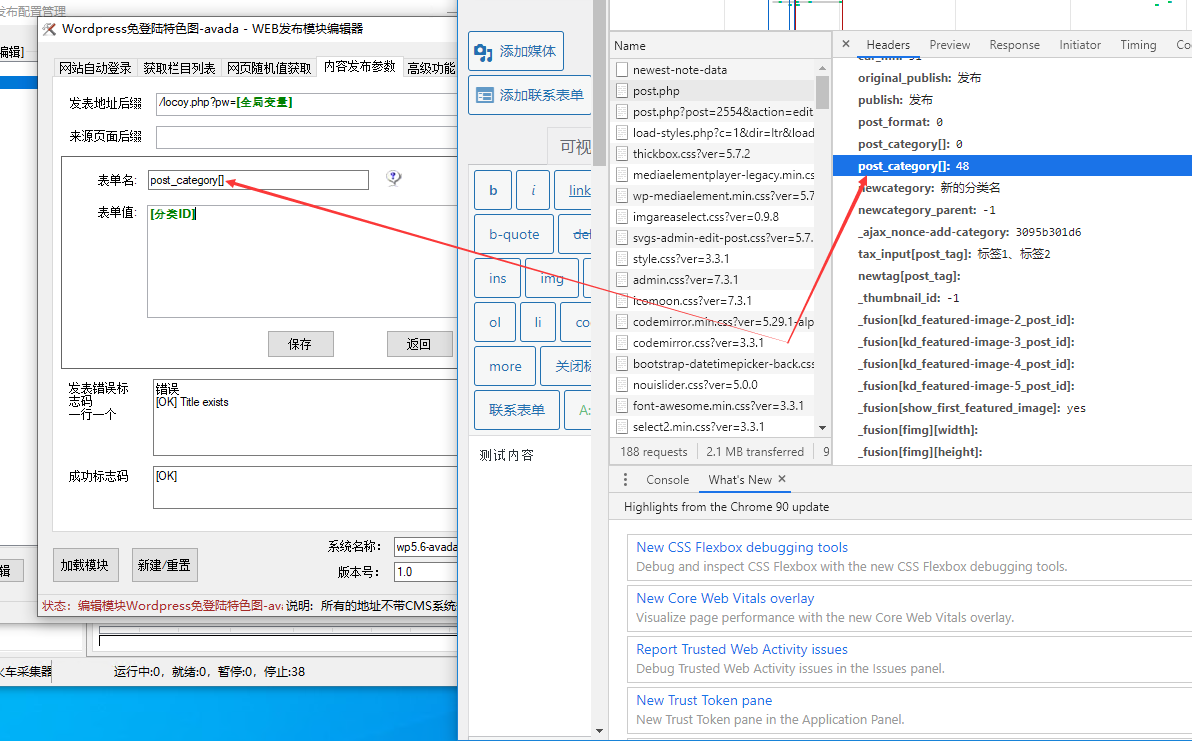 发布配置管理
Wordpress免登陆特色图-avada - WEB发布模块编辑器
编辑]
网站自动登录
获取栏目列表
网页随机值获取
内容发布参数
高级功能
发表地址后缀
/locoy.php?pw=[全局变量]
来源页面后缀
表单名:
post_category[]
表单值:
[分类ID]
保存
返回
发表错误标
志码
一行一个
错误
[OK] Title exists
成功标志码
[OK]
辑
加载模块
新建/重置
系统名称:
wp5.6-avada
版本号:
1.0
状态: 编辑模块Wordpress免登陆特色图-ava
说明: 所有的地址不带CMS系统
火车采集器
运行中:0，就绪:0，暂停:0，停止:38
添加媒体
添加联系表单
可视
b
i
link
b-quote
del
ins
img
ol
li
co
more
关闭标
联系表单
A:
测试内容
Name
newest-note-data
post.php
post.php?post=2554&action=edit
load-styles.php?c=1&dir=ltr&load
thickbox.css?ver=5.7.2
mediaelementplayer-legacy.min.cs
wp-mediaelement.min.css?ver=5.7
imgareaselect.css?ver=0.9.8
svgs-admin-edit-post.css?ver=5.7.
style.css?ver=3.3.1
admin.css?ver=7.3.1
icomoon.css?ver=7.3.1
codemirror.min.css?ver=5.29.1-alp
codemirror.css?ver=3.3.1
bootstrap-datetimepicker-back.css
nouislider.css?ver=5.0.0
font-awesome.min.css?ver=3.3.1
select2.min.css?ver=3.3.1
188 requests
2.1 MB transferred
9
Headers
Preview
Response
Initiator
Timing
Co
original_publish: 发布
publish: 发布
post_format: 0
post_category[]: 0
post_category[]: 48
newcategory: 新的分类名
newcategory_parent: -1
_ajax_nonce-add-category: 3095b301d6
tax_input[post_tag]: 标签1、标签2
newtag[post_tag]:
_thumbnail_id: -1
_fusion[kd_featured-image-2_post_id]:
_fusion[kd_featured-image-3_post_id]:
_fusion[kd_featured-image-4_post_id]:
_fusion[kd_featured-image-5_post_id]:
_fusion[show_first_featured_image]: yes
_fusion[fimg][width]:
_fusion[fimg][height]:
Console
What's New
Highlights from the Chrome 90 update
New CSS Flexbox debugging tools
Debug and inspect CSS Flexbox with the new CSS Flexbox debugging tools.
New Core Web Vitals overlay
Visualize page performance with the new Core Web Vitals overlay.
Report Trusted Web Activity issues
Debug Trusted Web Activity issues in the Issues panel.
New Trust Token pane
New Trust Token pane in the Application Panel.